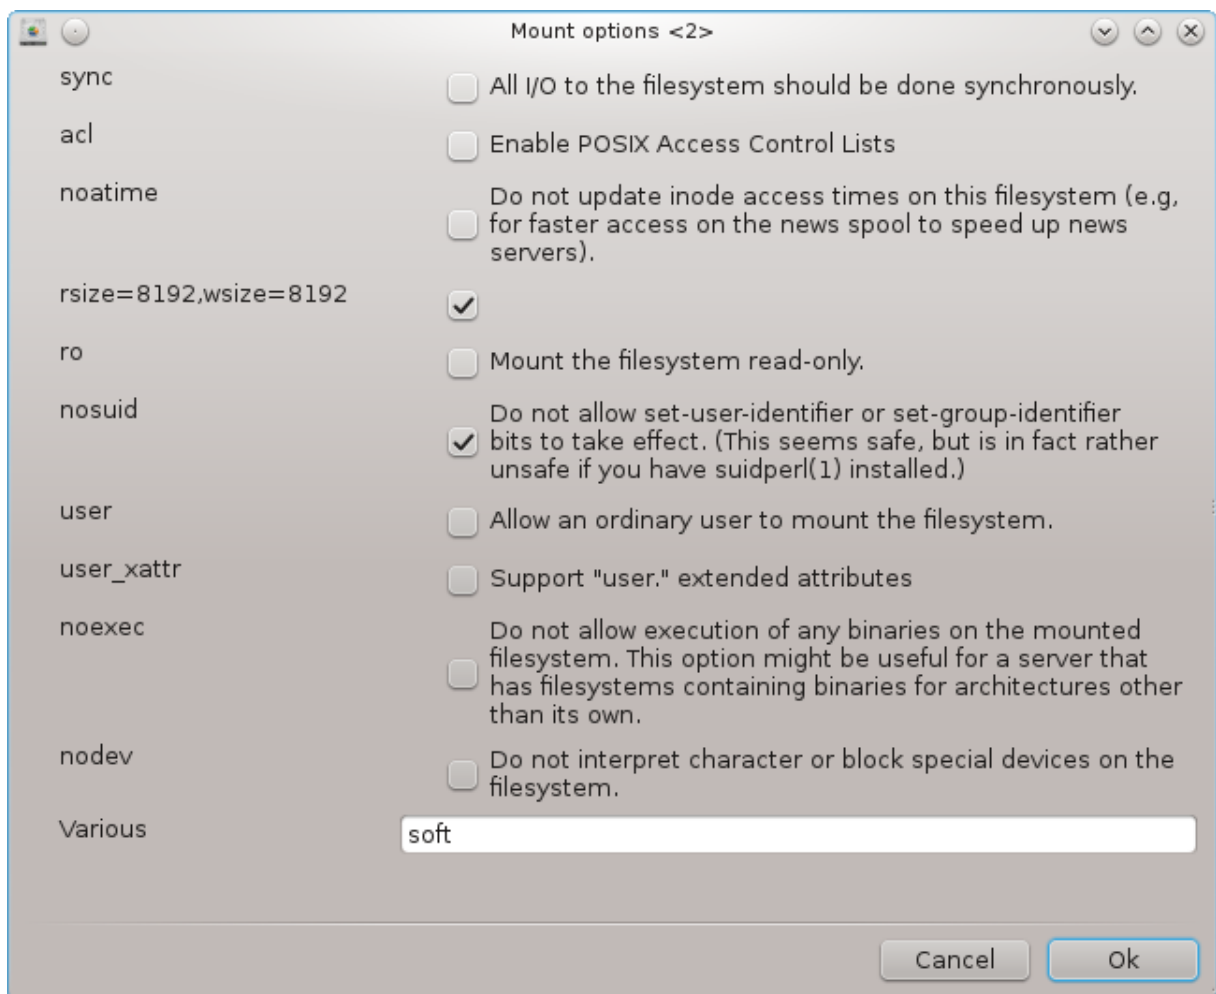 Mount options <2>
sync
All I/O to the filesystem should be done synchronously.
acl
Enable POSIX Access Control Lists
noatime
Do not update inode access times on this filesystem (e.g,
for faster access on the news spool to speed up news
servers).
rsize=8192,wsize=8192
ro
Mount the filesystem read-only.
nosuid
Do not allow set-user-identifier or set-group-identifier
bits to take effect. (This seems safe, but is in fact rather
unsafe if you have suidperl(1) installed.)
user
Allow an ordinary user to mount the filesystem.
user_xattr
Support "user." extended attributes
noexec
Do not allow execution of any binaries on the mounted
filesystem. This option might be useful for a server that
has filesystems containing binaries for architectures other
than its own.
nodev
Do not interpret character or block special devices on the
filesystem.
Various
soft
Cancel
Ok